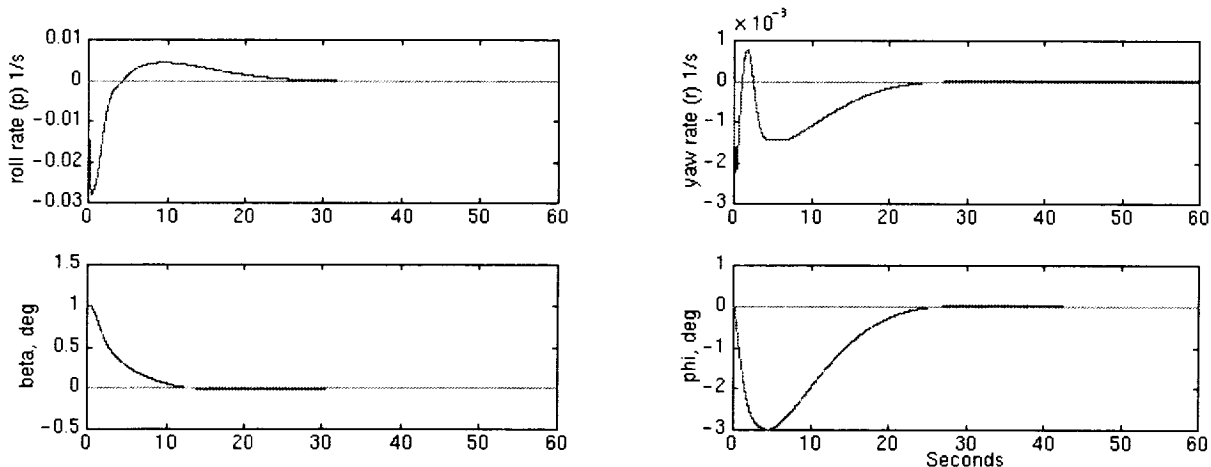 0.01
0
-0.01
-0.02
-0.03
roll rate (p) 1/s
0 10 20 30 40 50 60
× 10⁻³
1
0
-1
-2
-3
yaw rate (r) 1/s
0 10 20 30 40 50 60
1.5
1
0.5
0
-0.5
beta, deg
0 10 20 30 40 50 60
1
0
-1
-2
-3
phi, deg
0 10 20 30 40 50 60
Seconds